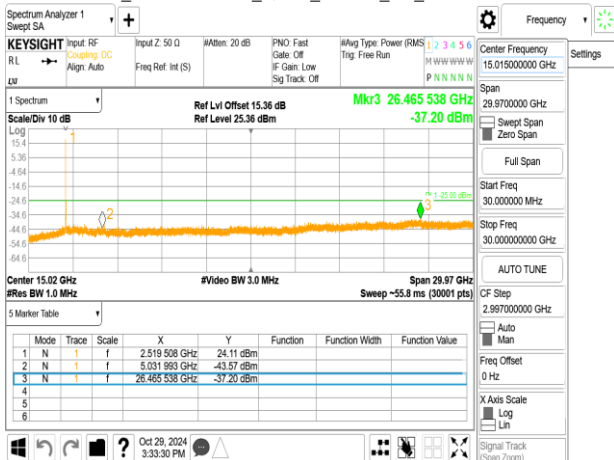 Spectrum Analyzer 1
Swept SA
+
Frequency
KEYSIGHT
RL
LXI
Input: RF
Coupling: DC
Align: Auto
Input Z: 50 Ω
Freq Ref: Int (S)
#Atten: 20 dB
PNO: Fast
Gate: Off
IF Gain: Low
Sig Track: Off
#Avg Type: Power (RMS
Trig: Free Run
1 2 3 4 5 6
M WW WW W
P N N N N N
Center Frequency
15.015000000 GHz
Settings
1 Spectrum
Scale/Div 10 dB
Ref Lvl Offset 15.36 dB
Ref Level 25.36 dBm
Mkr3 26.465 538 GHz
-37.20 dBm
Log
15.4
5.36
-4.64
-14.6
-24.6
-34.6
-44.6
-54.6
-64.6
1
2
3
1 -25.00 dBm
Center 15.02 GHz
#Res BW 1.0 MHz
#Video BW 3.0 MHz
Span 29.97 GHz
Sweep ~55.8 ms (30001 pts)
Span
29.9700000 GHz
Swept Span
Zero Span
Full Span
Start Freq
30.000000 MHz
Stop Freq
30.000000000 GHz
AUTO TUNE
CF Step
2.997000000 GHz
Auto
Man
Freq Offset
0 Hz
X Axis Scale
Log
Lin
Signal Track
(Span Zoom)
5 Marker Table
Mode Trace Scale X Y Function Function Width Function Value
1 N 1 f 2.519 508 GHz 24.11 dBm
2 N 1 f 5.031 993 GHz -43.57 dBm
3 N 1 f 26.465 538 GHz -37.20 dBm
4
5
6
?
Oct 29, 2024
3:33:30 PM